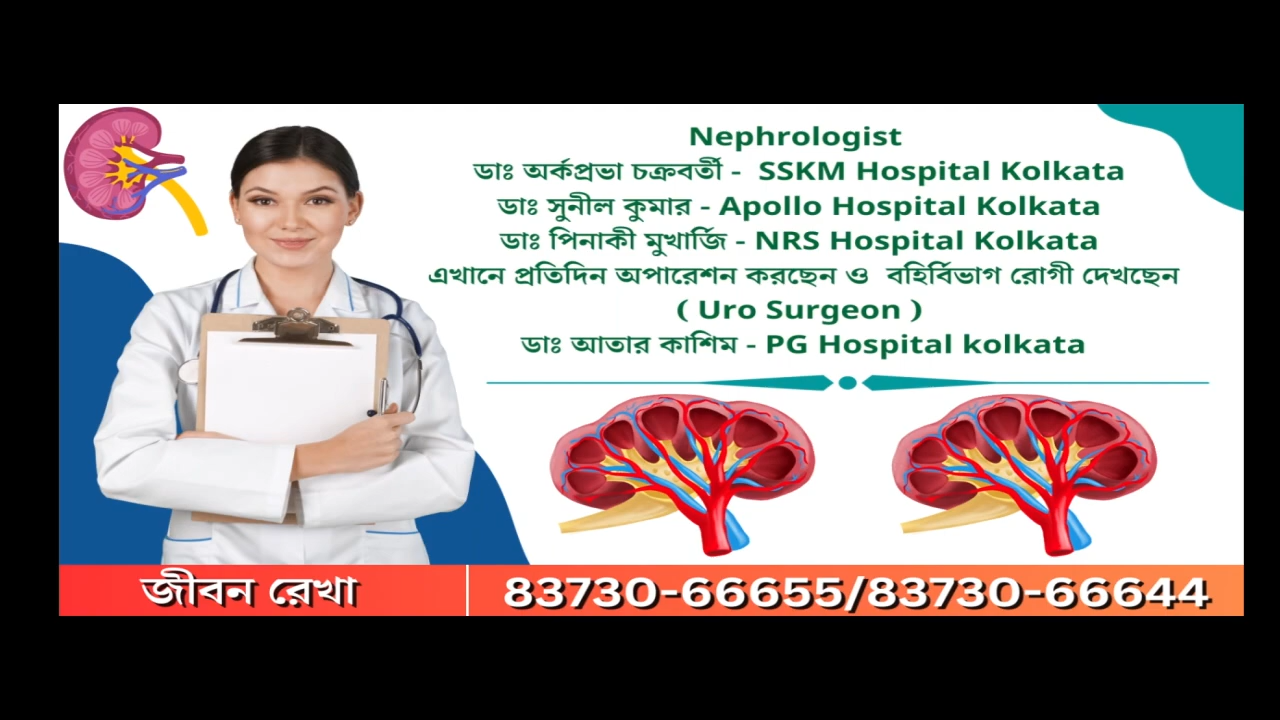 Nephrologist
ডাঃ অর্কপ্রভা চক্রবর্তী - SSKM Hospital Kolkata
ডাঃ সুনীল কুমার - Apollo Hospital Kolkata
ডাঃ পিনাকী মুখার্জি - NRS Hospital Kolkata
এখানে প্রতিদিন অপারেশন করছেন ও বহির্বিভাগ রোগী দেখছেন
( Uro Surgeon )
ডাঃ আতার কাশিম - PG Hospital kolkata
জীবন রেখা
83730-66655/83730-66644